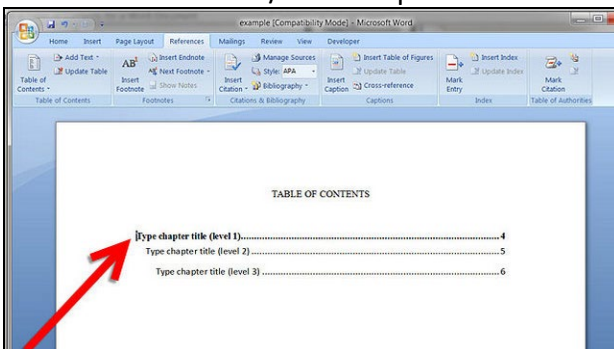 example [Compatibility Mode] - Microsoft Word
Home Insert Page Layout References Mailings Review View Developer
Table of Contents
Add Text
Update Table
Table of Contents
AB¹
Insert Footnote
Insert Endnote
Next Footnote
Show Notes
Footnotes
Insert Citation
Manage Sources
Style: APA
Bibliography
Citations & Bibliography
Insert Caption
Insert Table of Figures
Update Table
Cross-reference
Captions
Mark Entry
Insert Index
Update Index
Index
Mark Citation
Table of Authorities
TABLE OF CONTENTS
Type chapter title (level 1)........................................................4
Type chapter title (level 2)........................................................5
Type chapter title (level 3)........................................................6